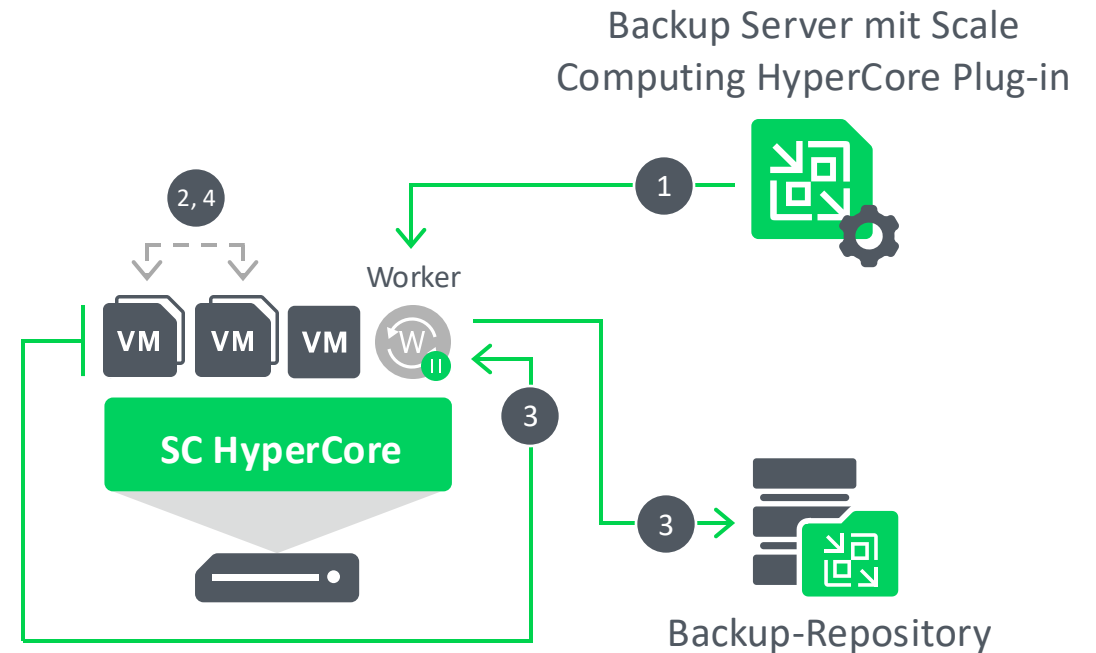 Backup Server mit Scale
Computing HyperCore Plug-in
1
2, 4
Worker
VM
VM
VM
W
3
SC HyperCore
3
Backup-Repository